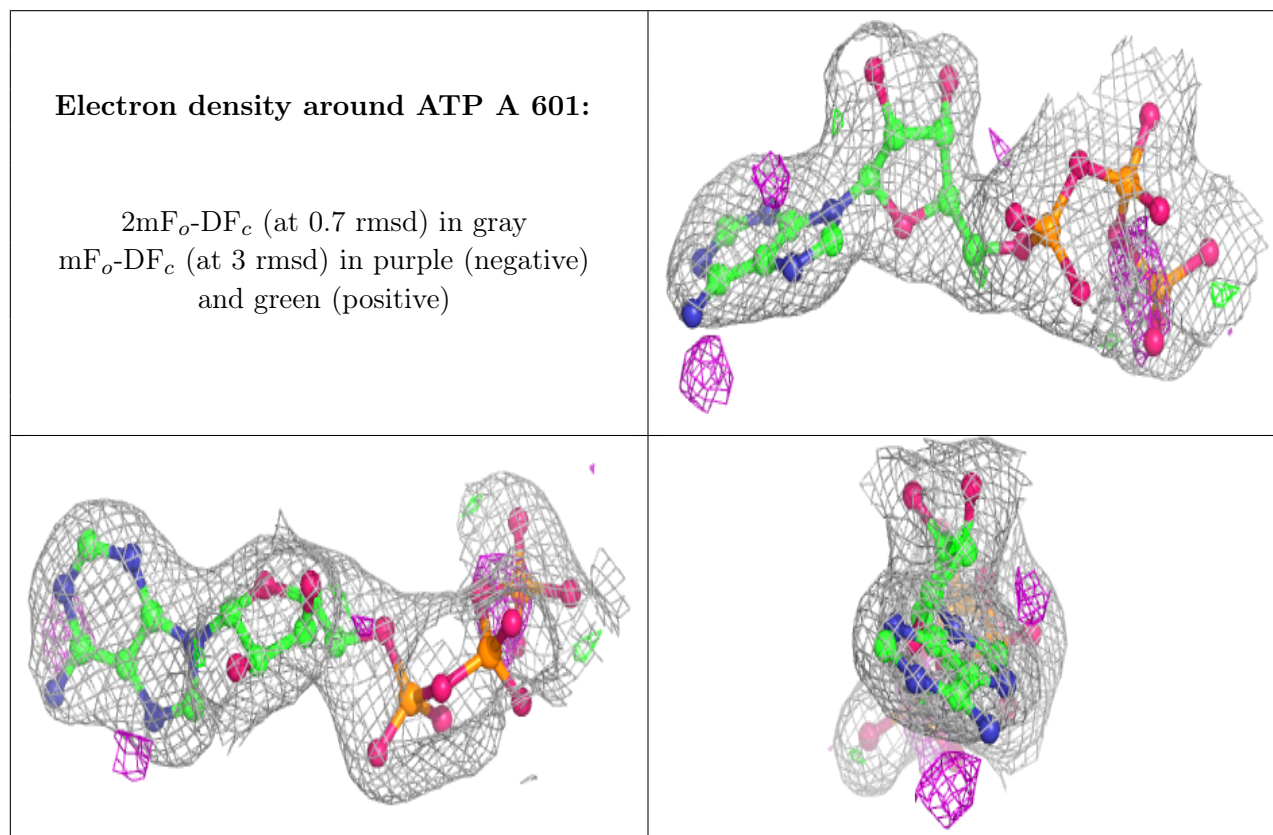 Electron density around ATP A 601:
2mFo-DFc (at 0.7 rmsd) in gray
mFo-DFc (at 3 rmsd) in purple (negative)
and green (positive)